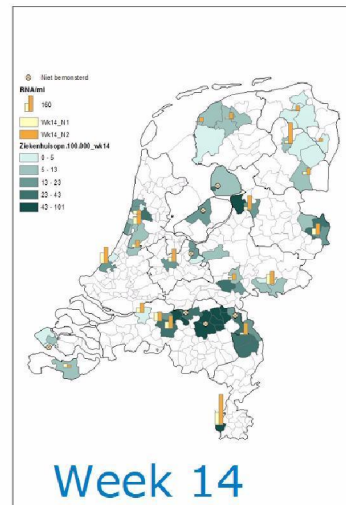 Niet bemonsterd
RNA/ml
160
Wk14_N1
Wk14_N2
Ziekenhuisopn.100.000_wk14
0 - 5
5 - 13
13 - 23
23 - 43
43 - 101
Week 14